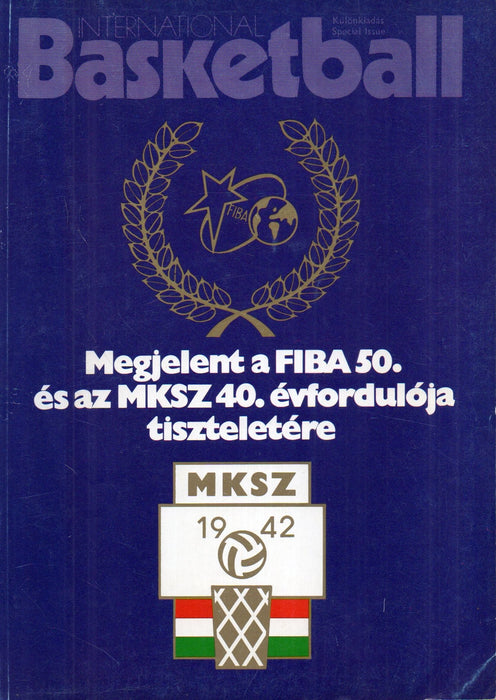 INTERNATIONAL
Basketball
Különkiadás
Special Issue
FIBA
Megjelent a FIBA 50.
és az MKSZ 40. évfordulója
tiszteletére
MKSZ
19 42